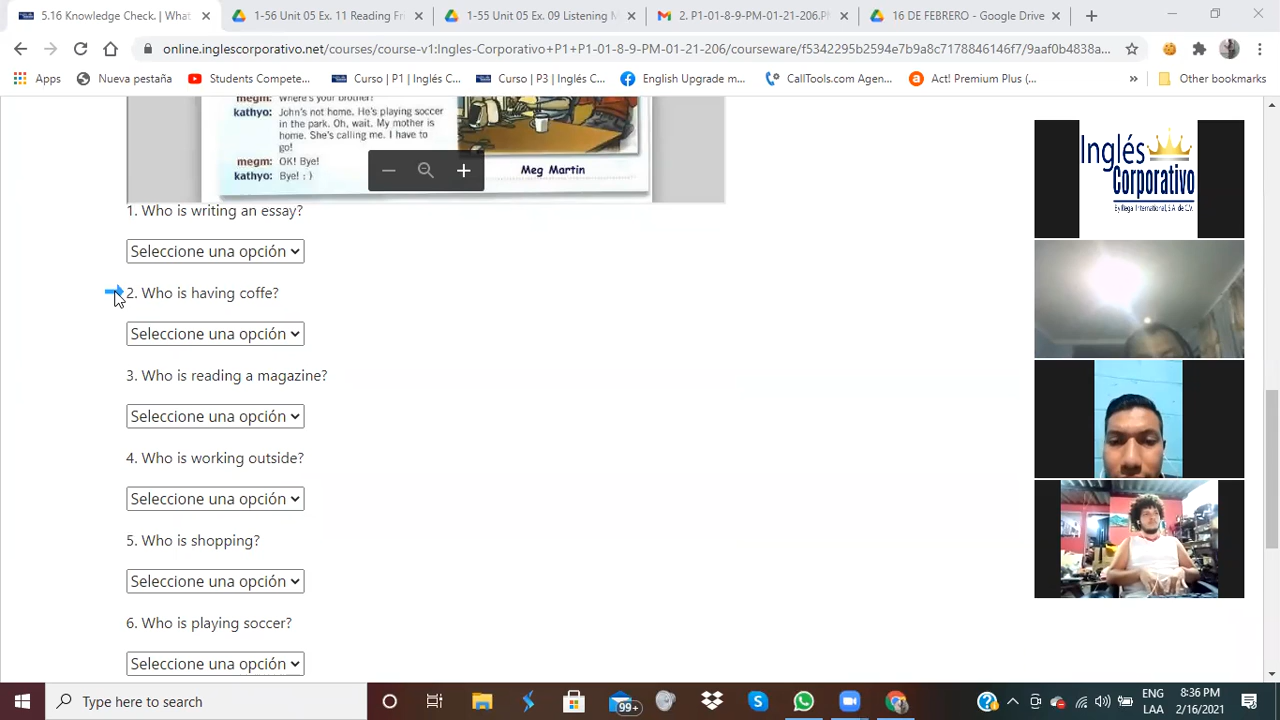 5.16 Knowledge Check. | What
1-56 Unit 05 Ex. 11 Reading Fri
1-55 Unit 05 Ex. 09 Listening M
2. P1-01-8-9-PM-01-21-206.P
16 DE FEBRERO - Google Drive
online.inglescorporativo.net/courses/course-v1:Ingles-Corporativo+P1+P1-01-8-9-PM-01-21-206/courseware/f5342295b2594e7b9a8c7178846146f7/9aaf0b4838a...
Apps
Nueva pestaña
Students Compete...
Curso | P1 | Inglés C...
Curso | P3 | Inglés C...
English Upgrade m...
CallTools.com Agen...
Act! Premium Plus (...
»
Other bookmarks
megm: Where's your brother?
kathyo: John's not home. He's playing soccer
in the park. Oh, wait. My mother is
home. She's calling me. I have to
go!
megm: OK! Bye!
kathyo: Bye! : )
Meg Martin
1. Who is writing an essay?
Seleccione una opción
2. Who is having coffe?
Seleccione una opción
3. Who is reading a magazine?
Seleccione una opción
4. Who is working outside?
Seleccione una opción
5. Who is shopping?
Seleccione una opción
6. Who is playing soccer?
Seleccione una opción
Inglés
Corporativo
Type here to search
99+
ENG
LAA
8:36 PM
2/16/2021